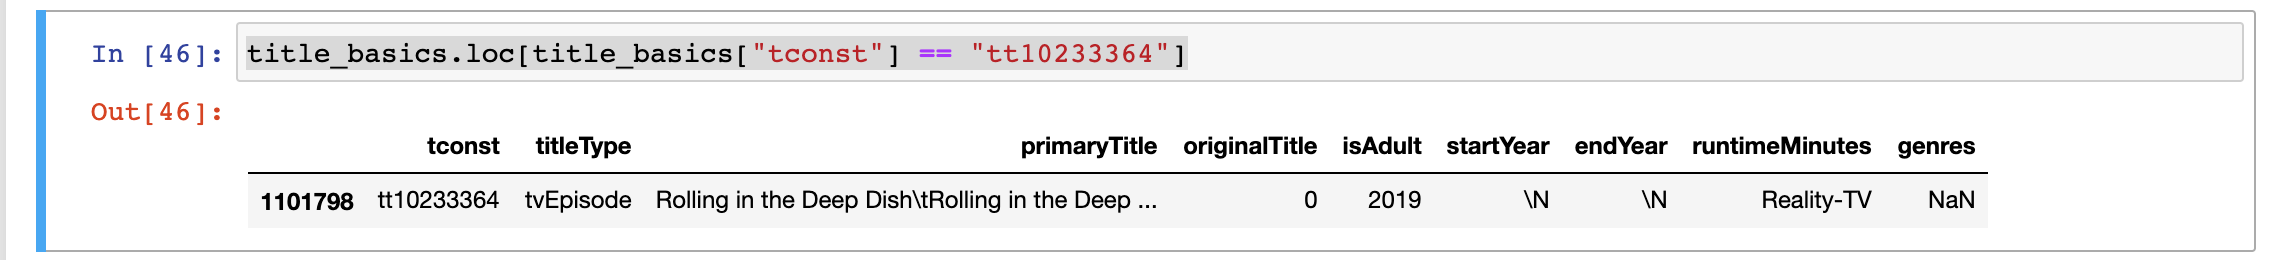 In [46]: title_basics.loc[title_basics["tconst"] == "tt10233364"]
Out[46]:
tconst titleType primaryTitle originalTitle isAdult startYear endYear runtimeMinutes genres
1101798 tt10233364 tvEpisode Rolling in the Deep Dish\tRolling in the Deep ... 0 2019 \N \N Reality-TV NaN